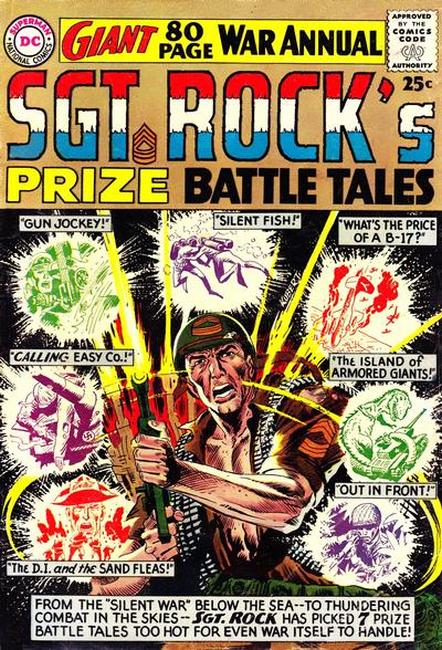 SUPERMAN
DC
NATIONAL COMICS
GIANT 80 PAGE WAR ANNUAL
APPROVED
BY THE
COMICS
CODE
CA
AUTHORITY
25¢
SGT. ROCK's
PRIZE BATTLE TALES
"GUN JOCKEY!"
"SILENT FISH!"
"WHAT'S THE PRICE
OF A B-17?"
KUBERT
"CALLING EASY CO.!"
"THE ISLAND OF
ARMORED GIANTS!"
"OUT IN FRONT!"
"THE D.I. and the SAND FLEAS!"
FROM THE "SILENT WAR" BELOW THE SEA--TO THUNDERING
COMBAT IN THE SKIES--SGT. ROCK HAS PICKED 7 PRIZE
BATTLE TALES TOO HOT FOR EVEN WAR ITSELF TO HANDLE!